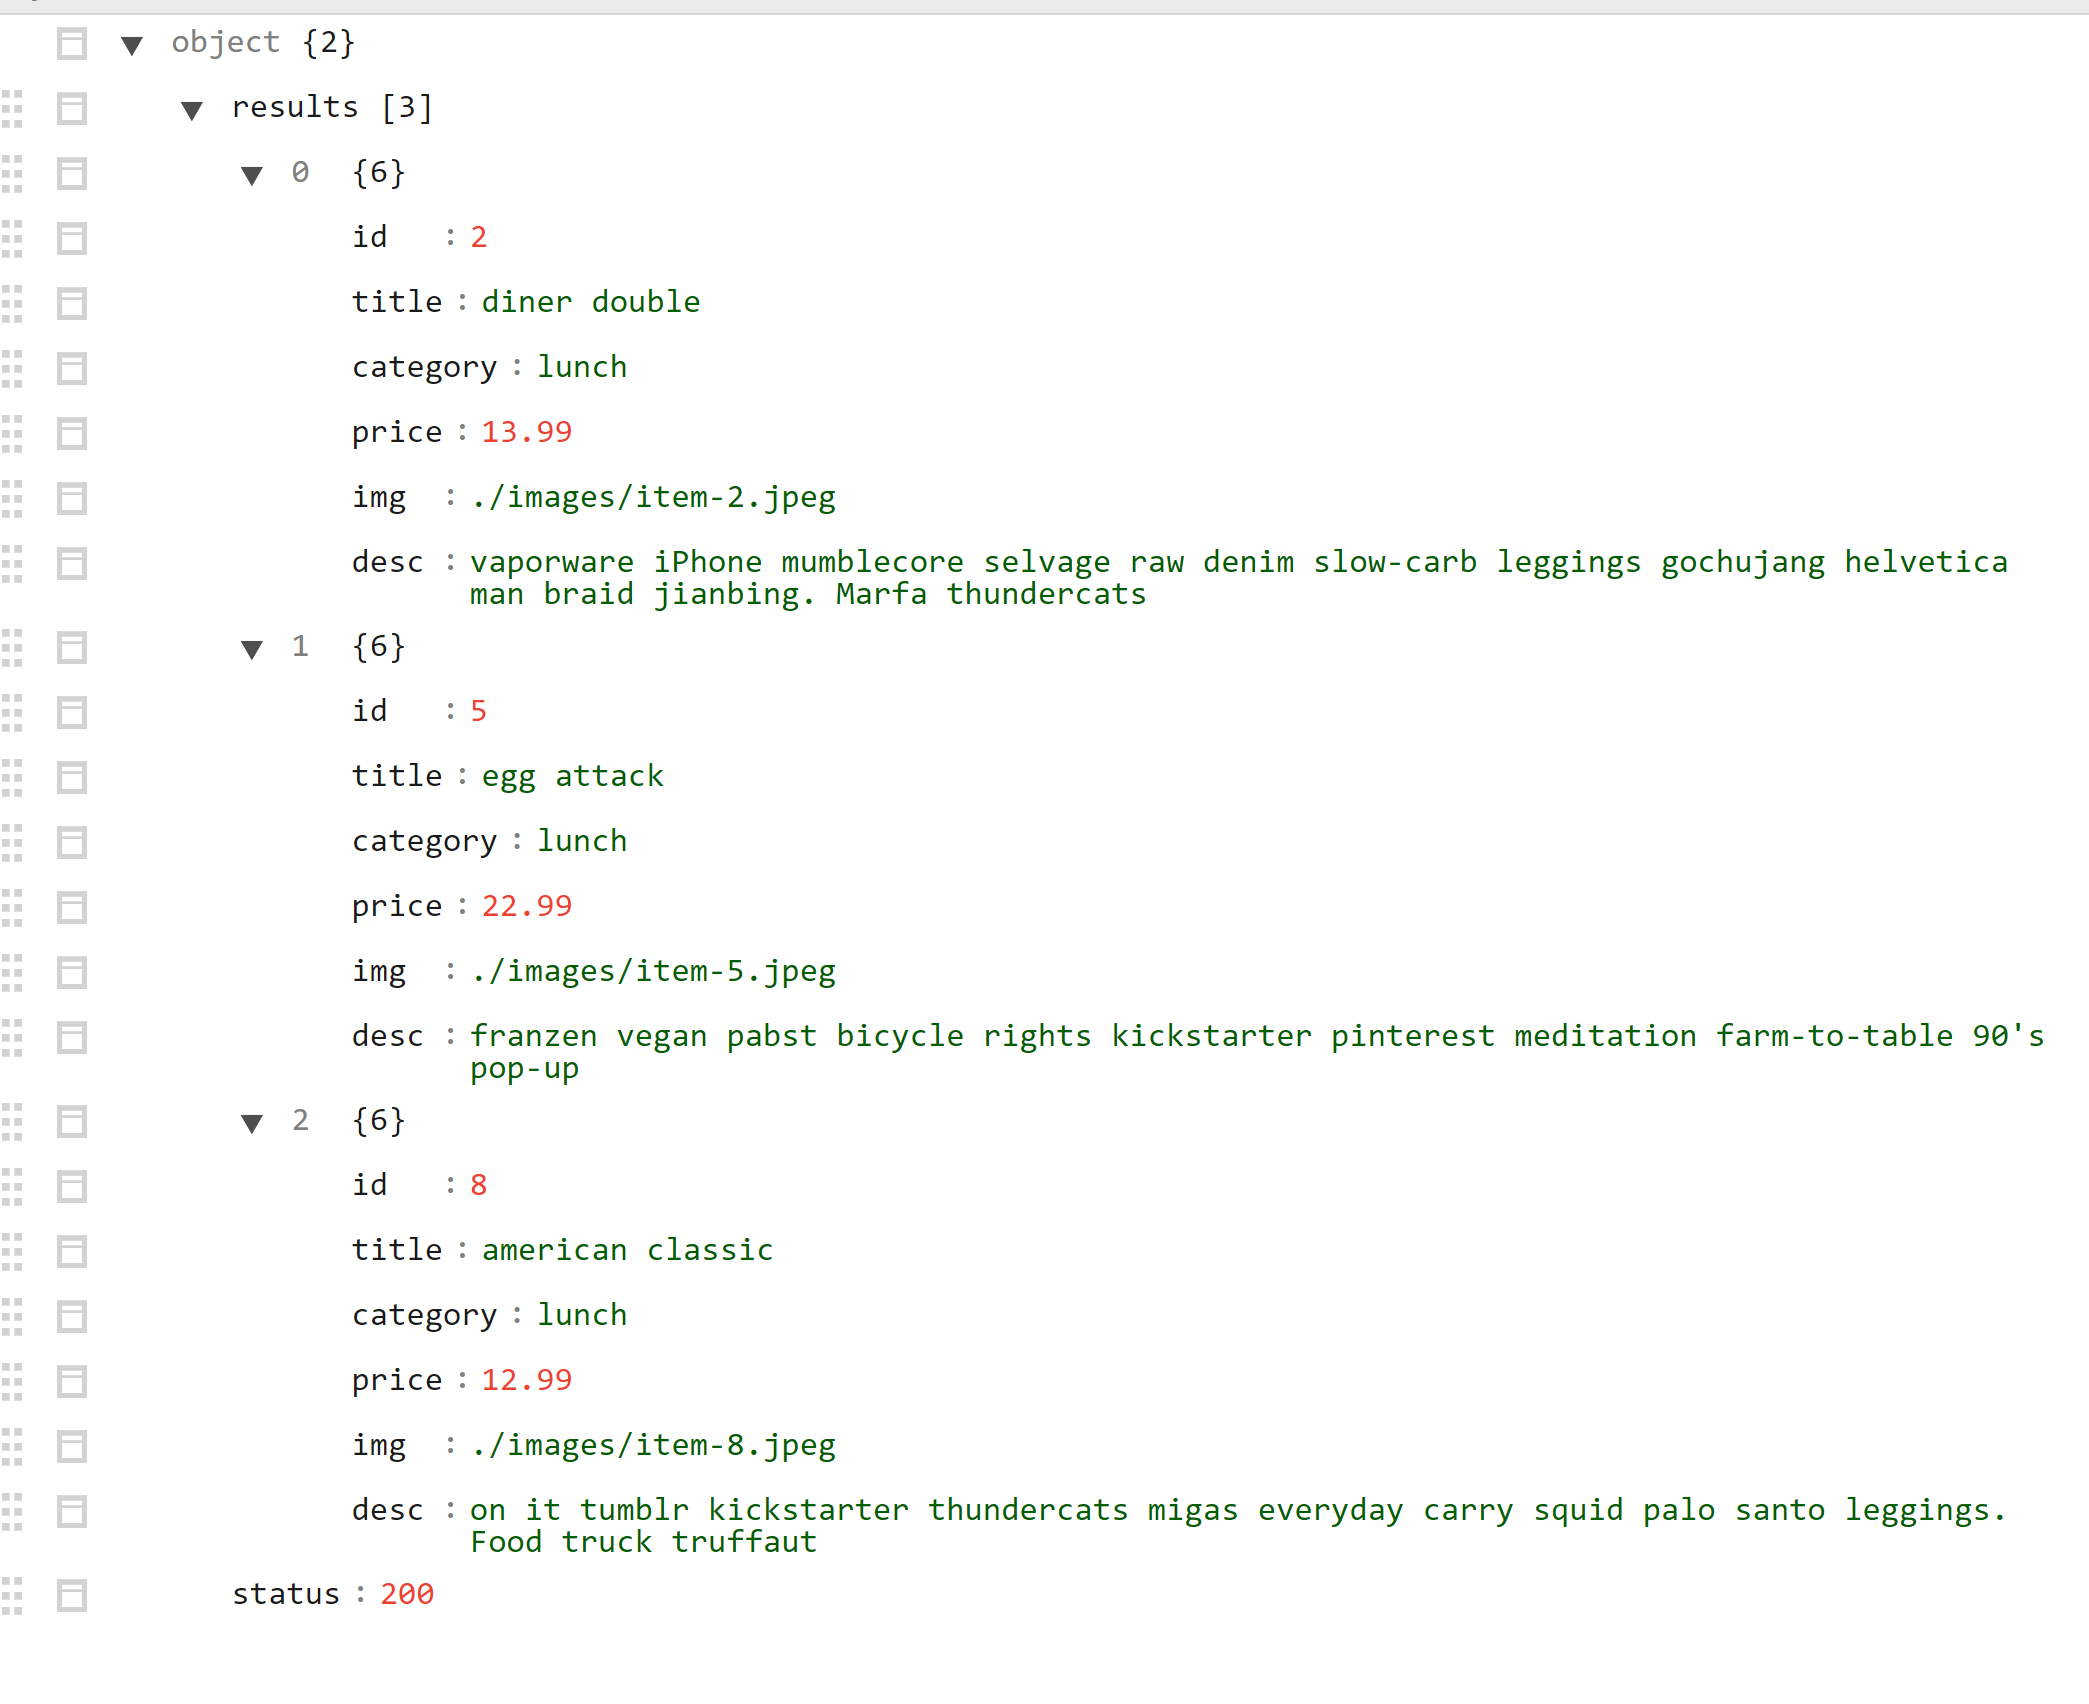 object {2}
results [3]
0 {6}
id : 2
title : diner double
category : lunch
price : 13.99
img : ./images/item-2.jpeg
desc : vaporware iPhone mumblecore selvage raw denim slow-carb leggings gochujang helvetica
man braid jianbing. Marfa thundercats
1 {6}
id : 5
title : egg attack
category : lunch
price : 22.99
img : ./images/item-5.jpeg
desc : franzen vegan pabst bicycle rights kickstarter pinterest meditation farm-to-table 90's
pop-up
2 {6}
id : 8
title : american classic
category : lunch
price : 12.99
img : ./images/item-8.jpeg
desc : on it tumblr kickstarter thundercats migas everyday carry squid palo santo leggings.
Food truck truffaut
status : 200